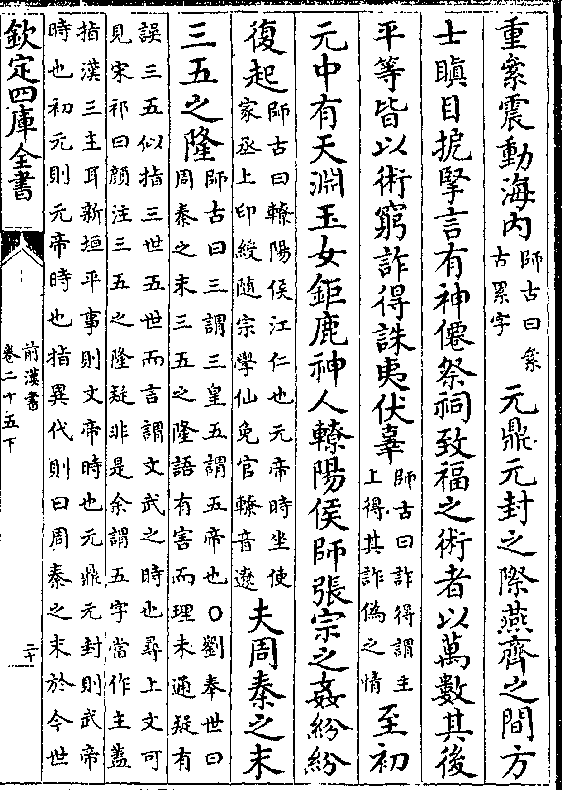 重絫震動海内師古曰絫
古累字元鼎元封之際燕齊之間方
士瞋目扼掔言有神僊祭祠致福之術者以萬數其後
平等皆以術窮詐得誅夷伏辜師古曰詐得謂主
上得其詐偽之情至初
元中有天淵玉女鉅鹿神人轑陽侯師張宗之姦紛紛
復起師古曰轑陽侯江仁也元帝時坐使
家丞上印綬隨宗學仙免官轑音遼夫周秦之末
三五之隆師古曰三謂三皇五謂五帝也○劉奉世曰
周秦之末三五之隆語有害而理未通疑有
誤三五似指三世五世而言謂文武之時也尋上文可
見宋祁曰顔注三五之隆疑非是余謂五字當作主蓋
指漢三主耳新垣平事則文帝時也元鼎元封則武帝
時也初元則元帝時也指異代則曰周秦之末於今世
欽定四庫全書
前漢書
卷二十五下
二十